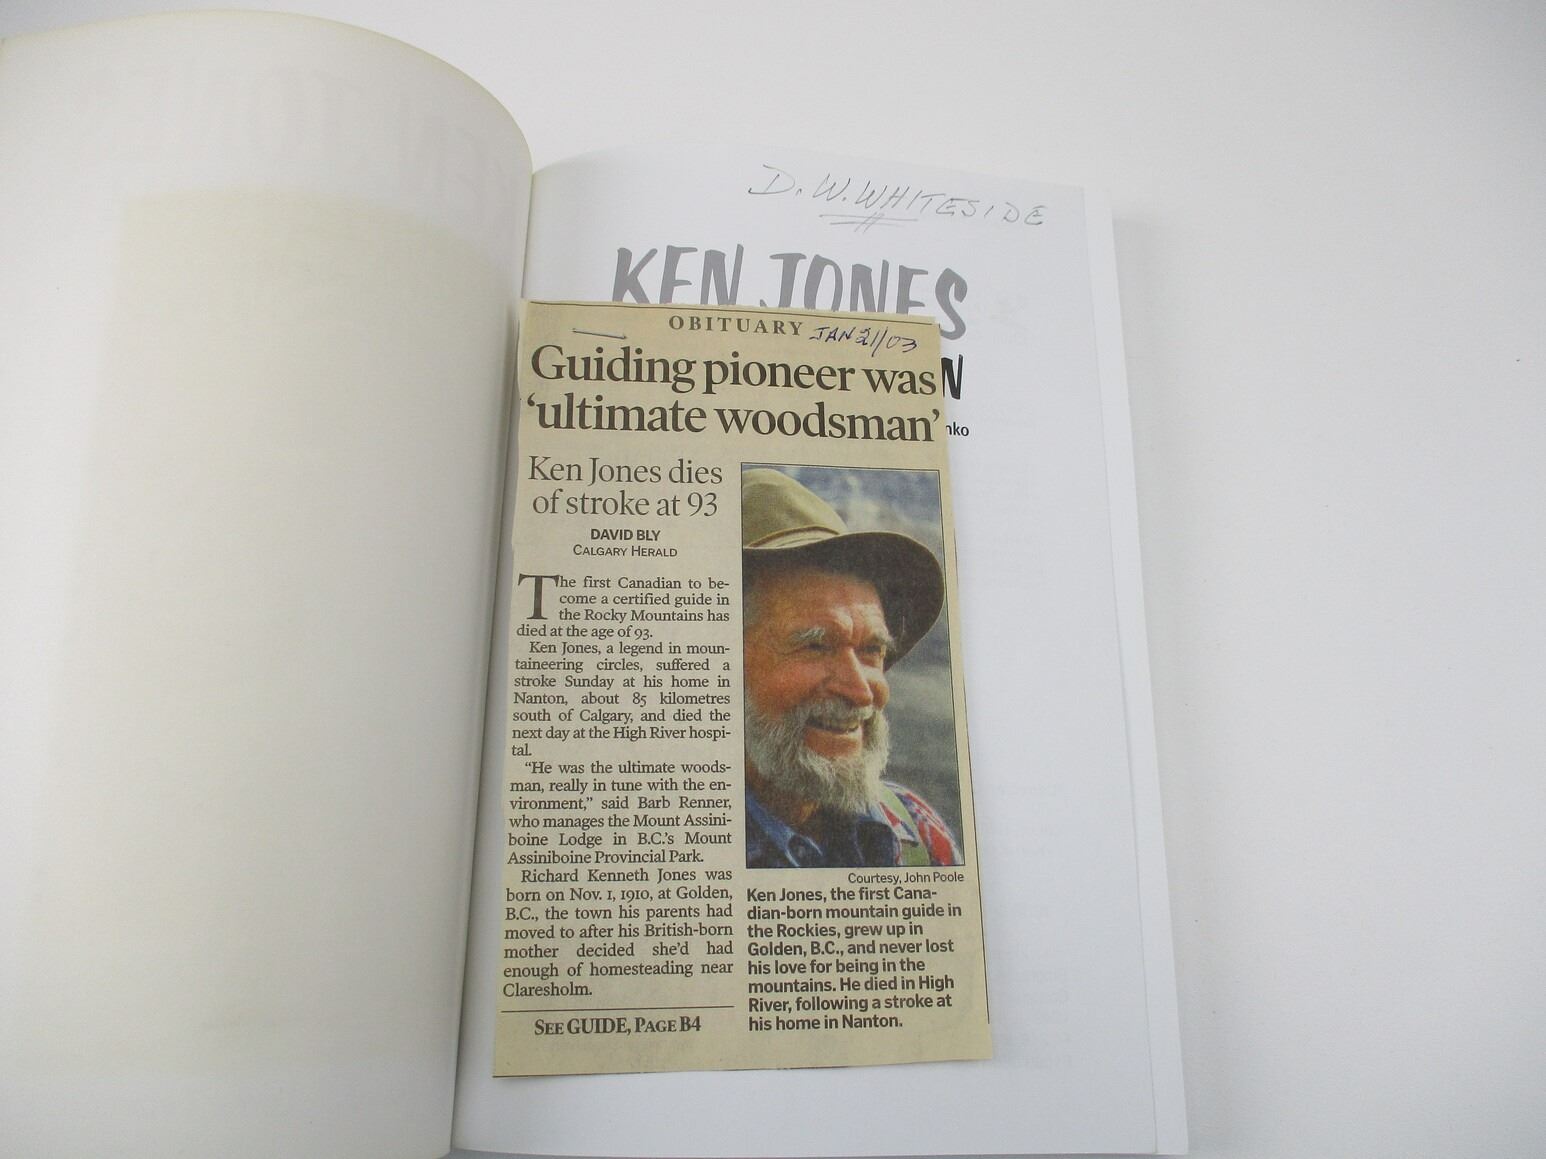 D. W. WHITESIDE
KEN JONES
N
nko
OBITUARY JAN 21/03
Guiding pioneer was
‘ultimate woodsman’
Ken Jones dies
of stroke at 93
DAVID BLY
CALGARY HERALD
The first Canadian to be-
come a certified guide in
the Rocky Mountains has
died at the age of 93.
Ken Jones, a legend in moun-
taineering circles, suffered a
stroke Sunday at his home in
Nanton, about 85 kilometres
south of Calgary, and died the
next day at the High River hospi-
tal.
“He was the ultimate woods-
man, really in tune with the en-
vironment,” said Barb Renner,
who manages the Mount Assini-
boine Lodge in B.C.’s Mount
Assiniboine Provincial Park.
Richard Kenneth Jones was
born on Nov. 1, 1910, at Golden,
B.C., the town his parents had
moved to after his British-born
mother decided she’d had
enough of homesteading near
Claresholm.
SEE GUIDE, PAGE B4
Courtesy, John Poole
Ken Jones, the first Cana-
dian-born mountain guide in
the Rockies, grew up in
Golden, B.C., and never lost
his love for being in the
mountains. He died in High
River, following a stroke at
his home in Nanton.